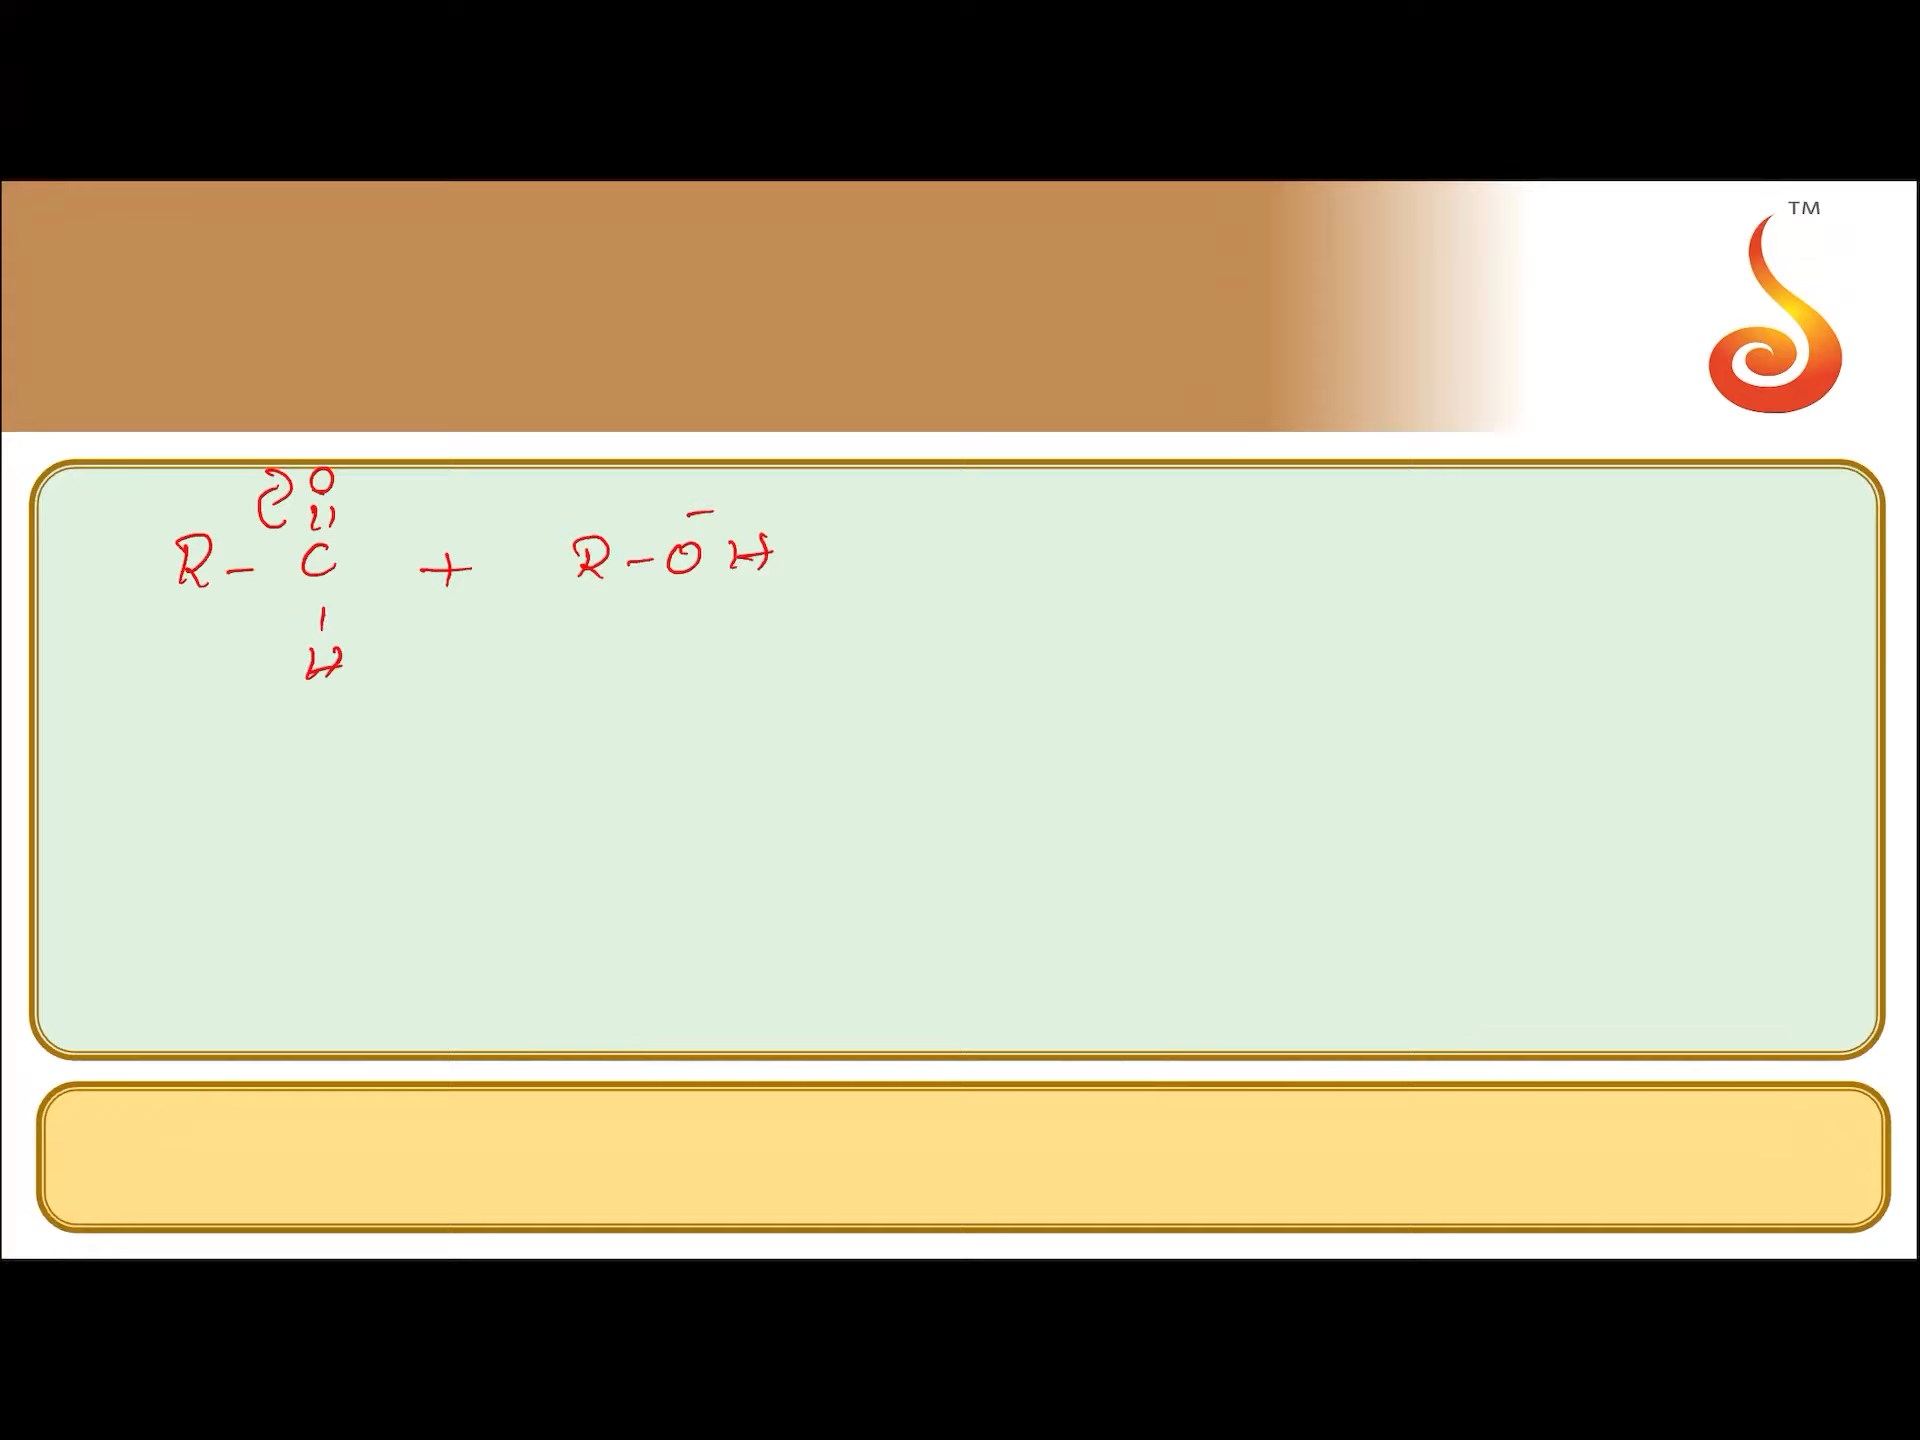 TM
O
||
R - C + R - O⁻ H
|
H